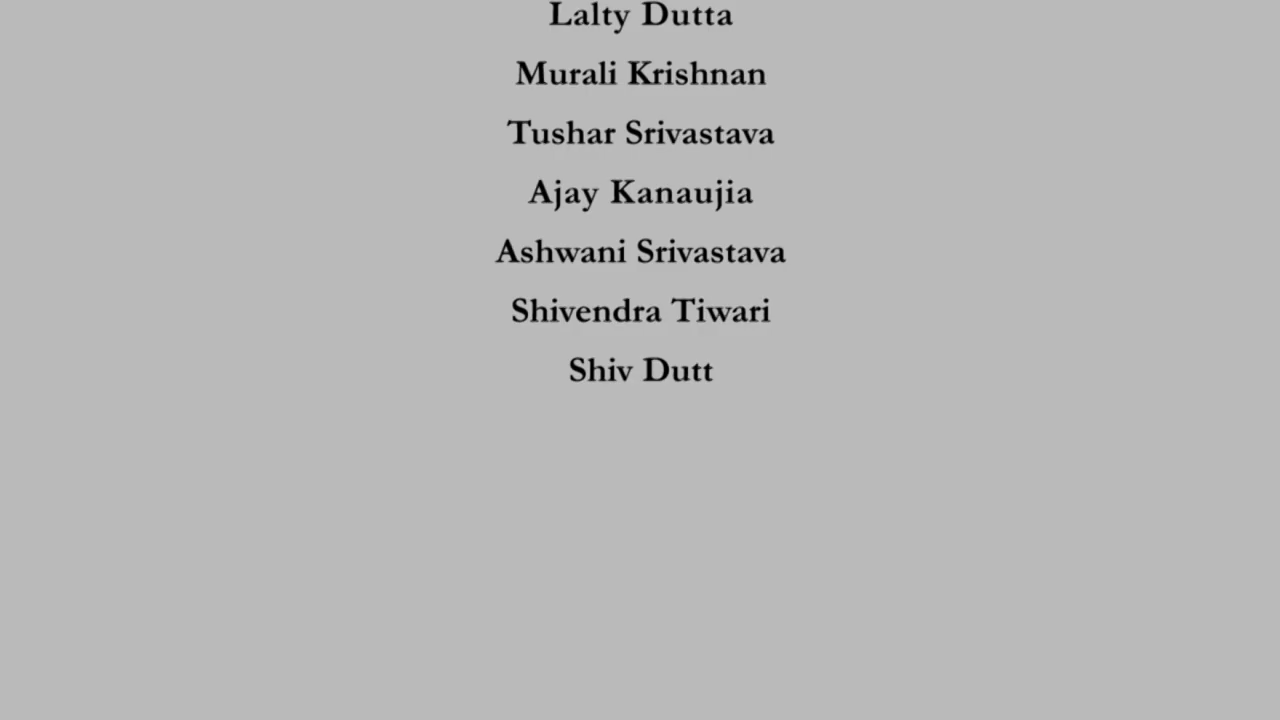 Lalty Dutta
Murali Krishnan
Tushar Srivastava
Ajay Kanaujia
Ashwani Srivastava
Shivendra Tiwari
Shiv Dutt